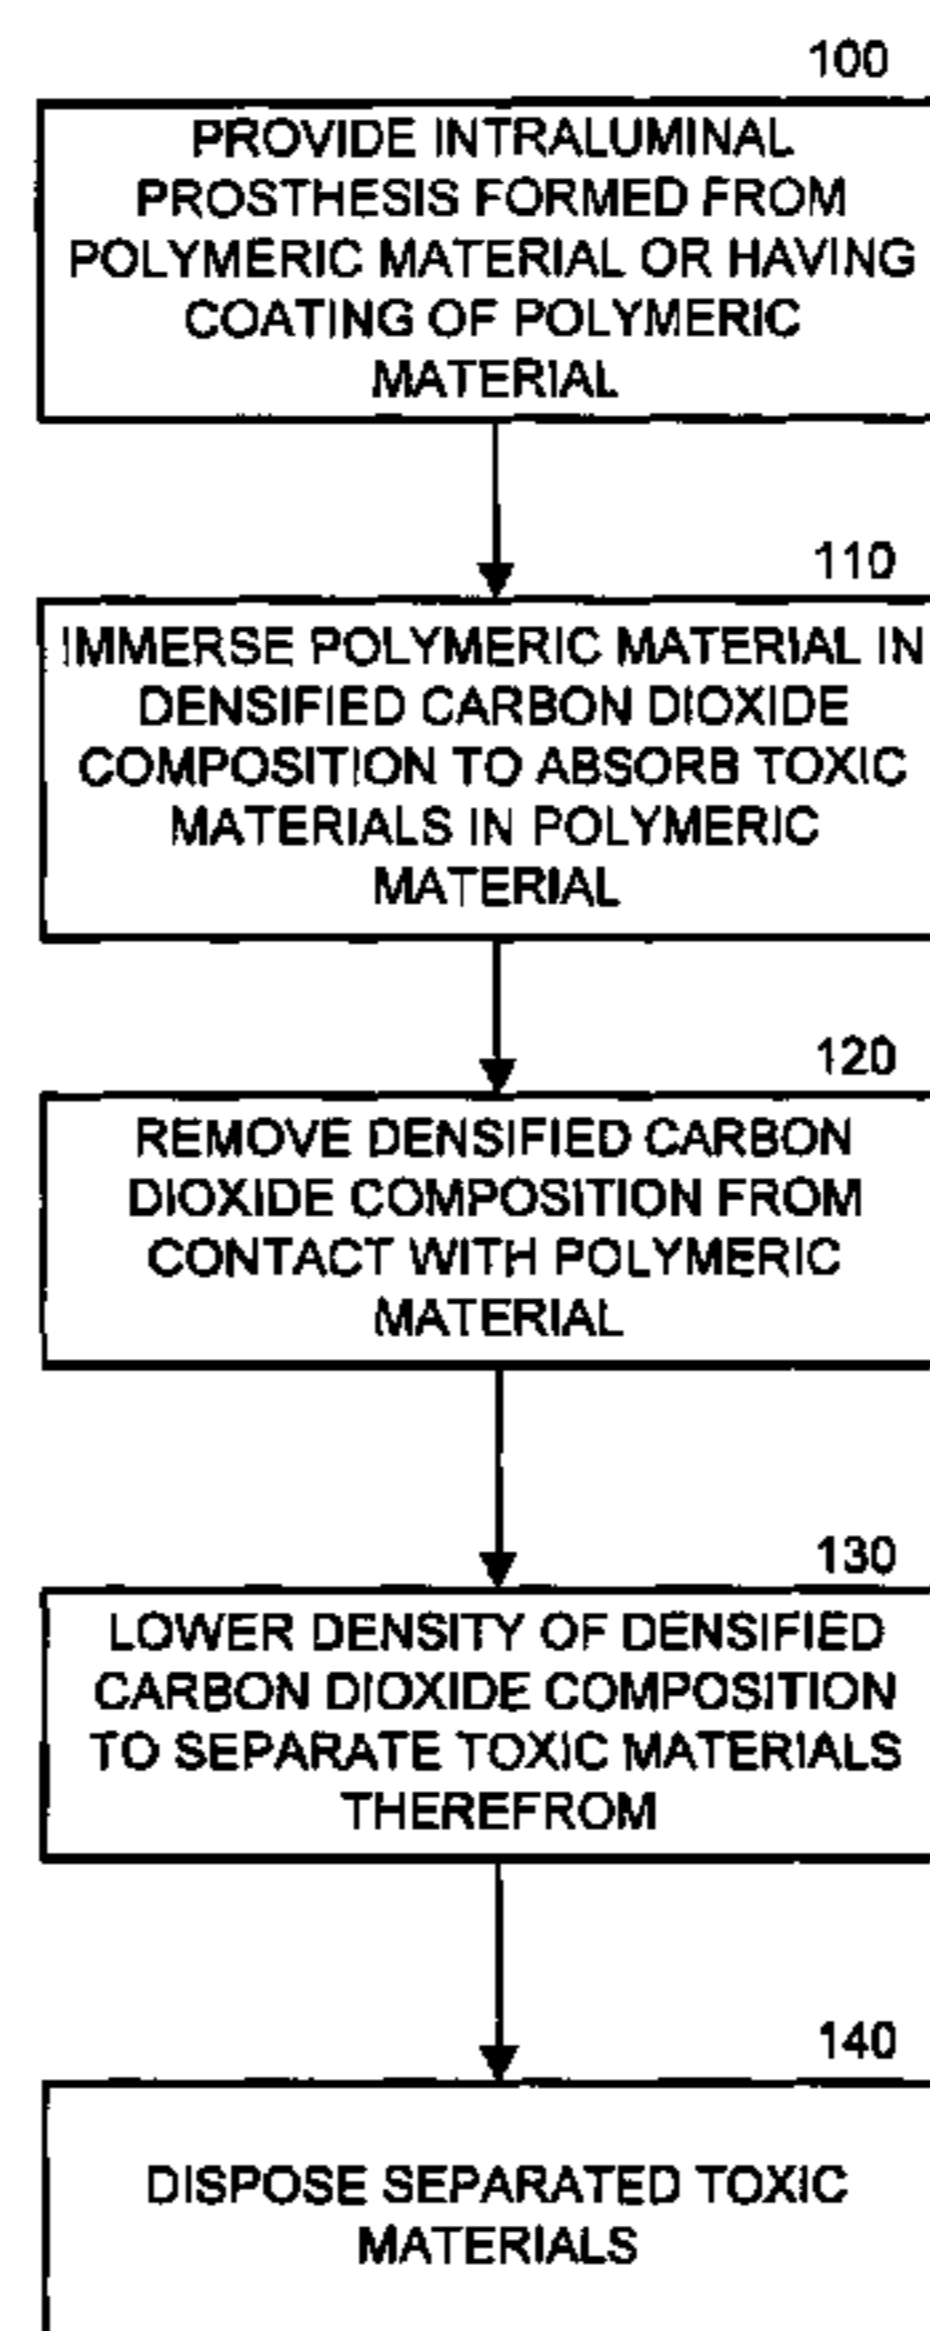 100
PROVIDE INTRALUMINAL
PROSTHESIS FORMED FROM
POLYMERIC MATERIAL OR HAVING
COATING OF POLYMERIC
MATERIAL
110
IMMERSE POLYMERIC MATERIAL IN
DENSIFIED CARBON DIOXIDE
COMPOSITION TO ABSORB TOXIC
MATERIALS IN POLYMERIC
MATERIAL
120
REMOVE DENSIFIED CARBON
DIOXIDE COMPOSITION FROM
CONTACT WITH POLYMERIC
MATERIAL
130
LOWER DENSITY OF DENSIFIED
CARBON DIOXIDE COMPOSITION
TO SEPARATE TOXIC MATERIALS
THEREFROM
140
DISPOSE SEPARATED TOXIC
MATERIALS